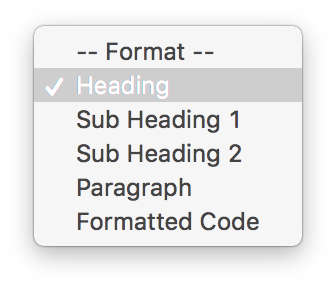 -- Format --
Heading
Sub Heading 1
Sub Heading 2
Paragraph
Formatted Code